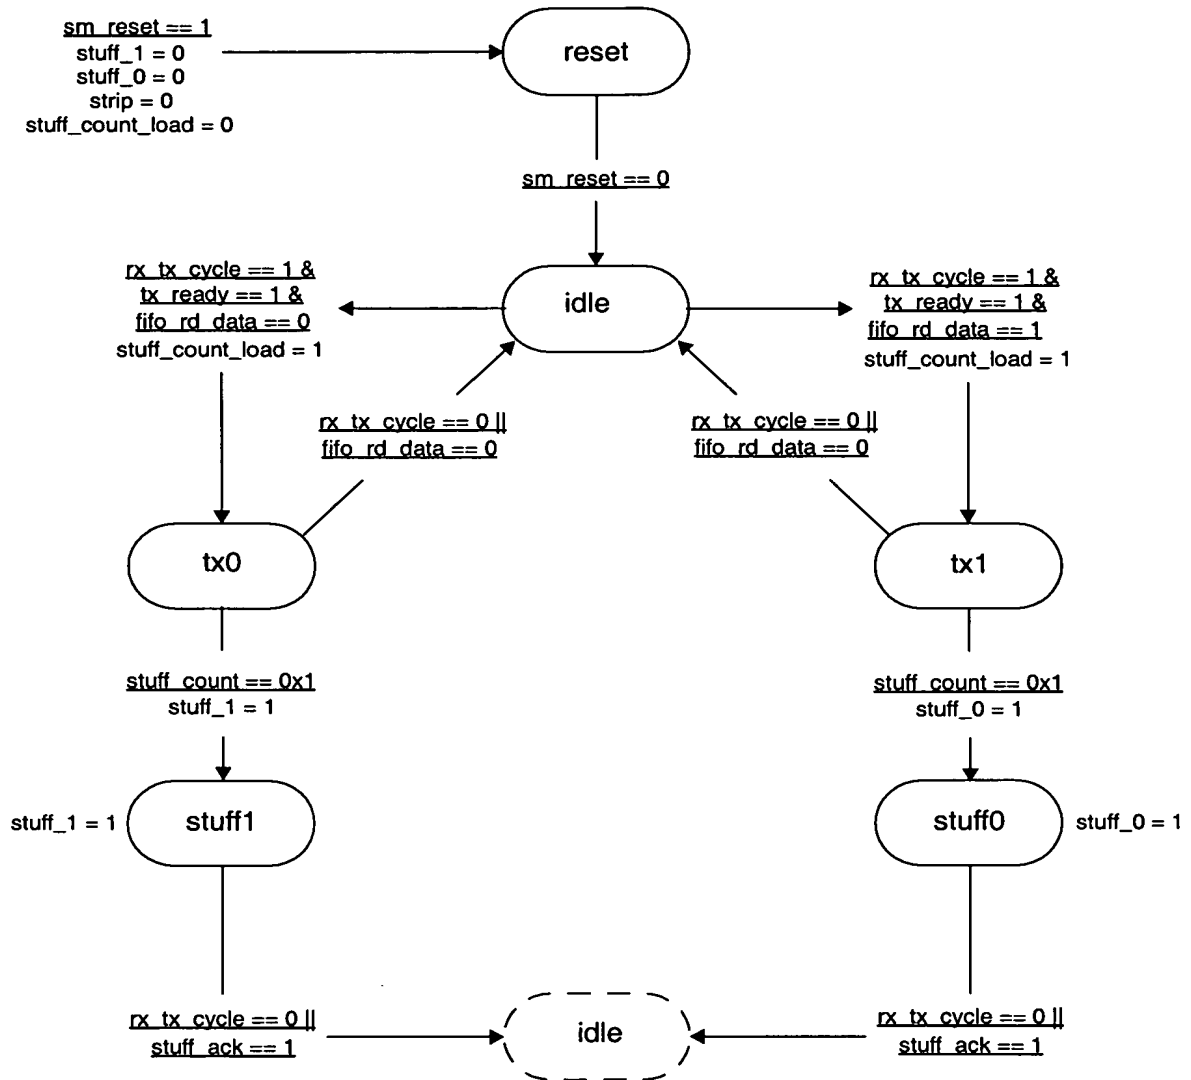 sm_reset == 1
stuff_1 = 0
stuff_0 = 0
strip = 0
stuff_count_load = 0
reset
sm_reset == 0
idle
rx_tx_cycle == 1 &
tx_ready == 1 &
fifo_rd_data == 0
stuff_count_load = 1
rx_tx_cycle == 1 &
tx_ready == 1 &
fifo_rd_data == 1
stuff_count_load = 1
rx_tx_cycle == 0 ||
fifo_rd_data == 0
rx_tx_cycle == 0 ||
fifo_rd_data == 0
tx0
tx1
stuff_count == 0x1
stuff_1 = 1
stuff_count == 0x1
stuff_0 = 1
stuff_1 = 1
stuff1
stuff0
stuff_0 = 1
rx_tx_cycle == 0 ||
stuff_ack == 1
idle
rx_tx_cycle == 0 ||
stuff_ack == 1